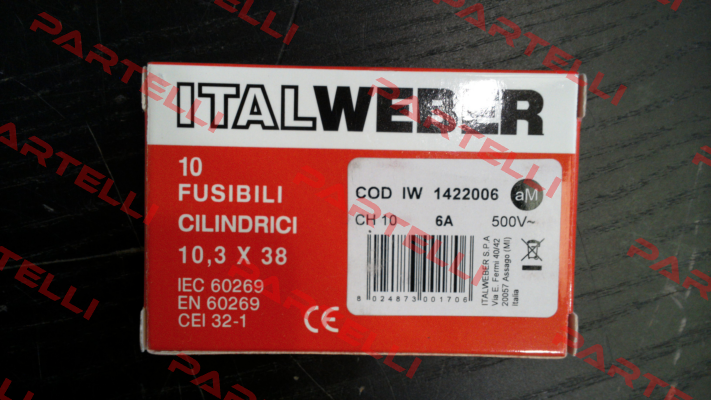 ITALWEBER
10
FUSIBILI
CILINDRICI
10,3 X 38
IEC 60269
EN 60269
CEI 32-1
CE
COD IW 1422006 aM
CH 10 6A 500V~
8 024873 001706
ITALWEBER S.P.A
Via E. Fermi 40/42
20057 Assago (MI)
Italia
PARTELLI
PARTELLI
PARTELLI
PARTELLI
PARTELLI
PARTELLI
PARTELLI
PARTELLI